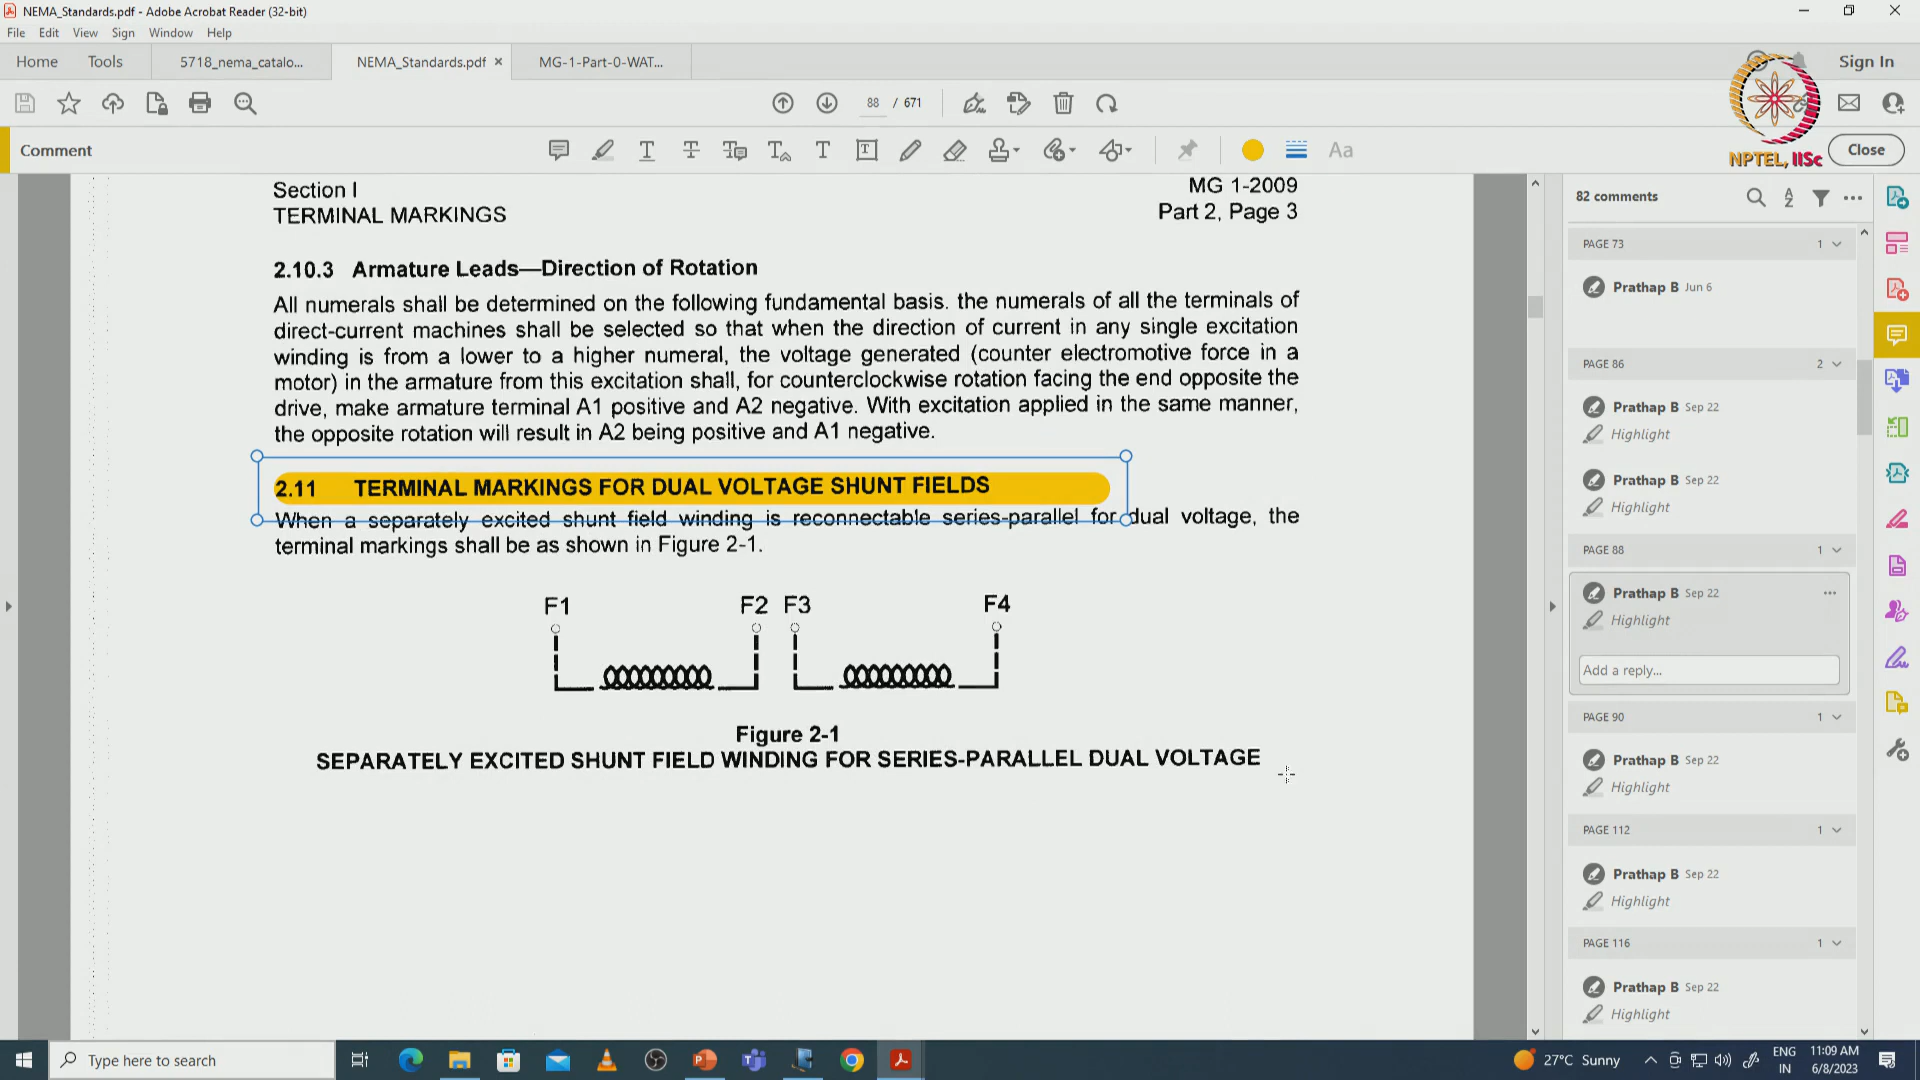 NEMA_Standards.pdf - Adobe Acrobat Reader (32-bit)
File Edit View Sign Window Help
Home Tools 5718_nema_catalo... NEMA_Standards.pdf × MG-1-Part-0-WAT... Sign In
88 / 671
NPTEL, IISc
Comment Aa Close
Section I MG 1-2009
TERMINAL MARKINGS Part 2, Page 3
2.10.3 Armature Leads—Direction of Rotation
All numerals shall be determined on the following fundamental basis. the numerals of all the terminals of
direct-current machines shall be selected so that when the direction of current in any single excitation
winding is from a lower to a higher numeral, the voltage generated (counter electromotive force in a
motor) in the armature from this excitation shall, for counterclockwise rotation facing the end opposite the
drive, make armature terminal A1 positive and A2 negative. With excitation applied in the same manner,
the opposite rotation will result in A2 being positive and A1 negative.
2.11 TERMINAL MARKINGS FOR DUAL VOLTAGE SHUNT FIELDS
When a separately excited shunt field winding is reconnectable series-parallel for dual voltage, the
terminal markings shall be as shown in Figure 2-1.
F1 F2 F3 F4
Figure 2-1
SEPARATELY EXCITED SHUNT FIELD WINDING FOR SERIES-PARALLEL DUAL VOLTAGE
82 comments
PAGE 73 1
Prathap B Jun 6
PAGE 86 2
Prathap B Sep 22
Highlight
Prathap B Sep 22
Highlight
PAGE 88 1
Prathap B Sep 22
Highlight
Add a reply...
PAGE 90 1
Prathap B Sep 22
Highlight
PAGE 112 1
Prathap B Sep 22
Highlight
PAGE 116 1
Prathap B Sep 22
Highlight
Type here to search
27°C Sunny
ENG
IN
11:09 AM
6/8/2023